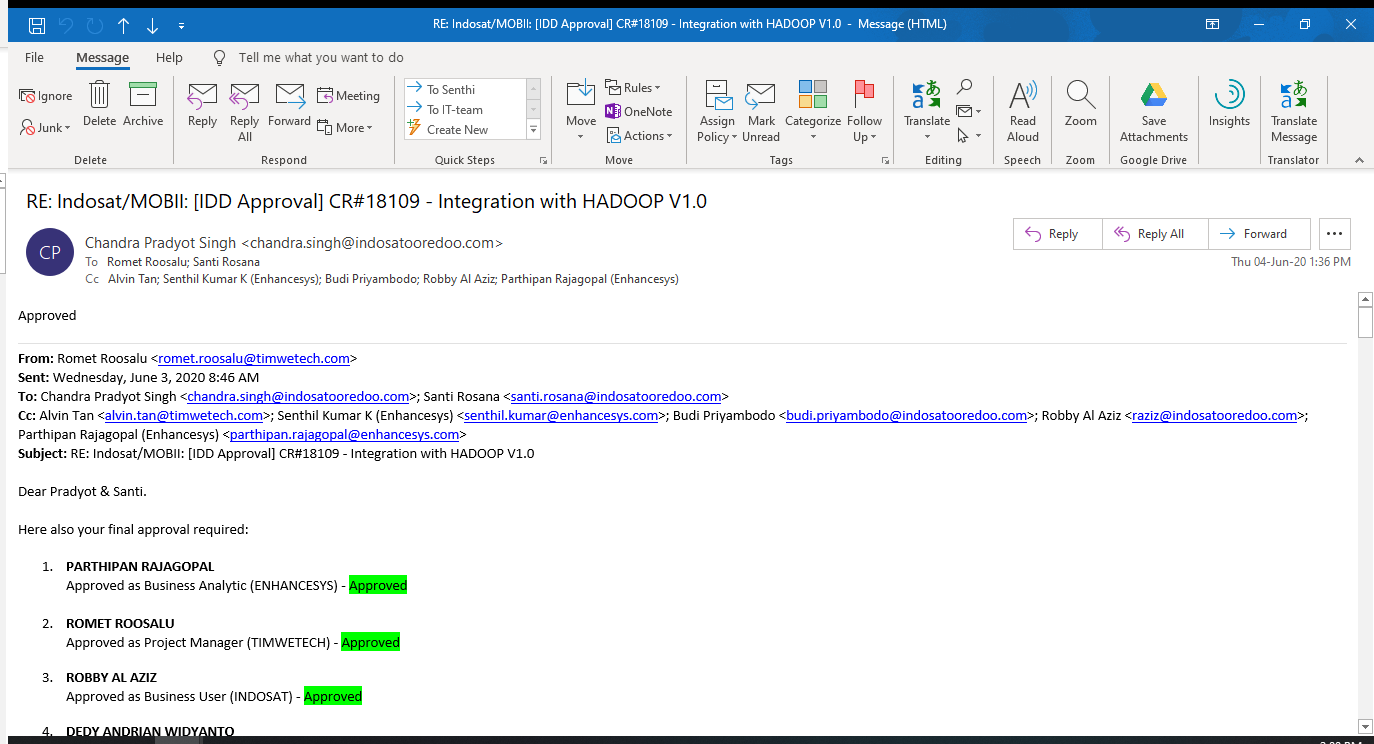 RE: Indosat/MOBII: [IDD Approval] CR#18109 - Integration with HADOOP V1.0 - Message (HTML)
File Message Help Tell me what you want to do
Ignore
Junk
Delete
Archive
Delete
Reply
Reply All
Forward
Meeting
More
Respond
To Senthi
To IT-team
Create New
Quick Steps
Move
Rules
OneNote
Actions
Move
Assign Policy
Mark Unread
Categorize
Follow Up
Tags
Translate
Editing
Read Aloud
Speech
Zoom
Zoom
Save Attachments
Google Drive
Insights
Translate Message
Translator
RE: Indosat/MOBII: [IDD Approval] CR#18109 - Integration with HADOOP V1.0
CP
Chandra Pradyot Singh <chandra.singh@indosatooredoo.com>
To Romet Roosalu; Santi Rosana
Cc Alvin Tan; Senthil Kumar K (Enhancesys); Budi Priyambodo; Robby Al Aziz; Parthipan Rajagopal (Enhancesys)
Reply Reply All Forward
Thu 04-Jun-20 1:36 PM
Approved
From: Romet Roosalu <romet.roosalu@timwetech.com>
Sent: Wednesday, June 3, 2020 8:46 AM
To: Chandra Pradyot Singh <chandra.singh@indosatooredoo.com>; Santi Rosana <santi.rosana@indosatooredoo.com>
Cc: Alvin Tan <alvin.tan@timwetech.com>; Senthil Kumar K (Enhancesys) <senthil.kumar@enhancesys.com>; Budi Priyambodo <budi.priyambodo@indosatooredoo.com>; Robby Al Aziz <raziz@indosatooredoo.com>;
Parthipan Rajagopal (Enhancesys) <parthipan.rajagopal@enhancesys.com>
Subject: RE: Indosat/MOBII: [IDD Approval] CR#18109 - Integration with HADOOP V1.0
Dear Pradyot & Santi.
Here also your final approval required:
1. PARTHIPAN RAJAGOPAL
Approved as Business Analytic (ENHANCESYS) - Approved
2. ROMET ROOSALU
Approved as Project Manager (TIMWETECH) - Approved
3. ROBBY AL AZIZ
Approved as Business User (INDOSAT) - Approved
4. DEDY ANDRIAN WIDYANTO